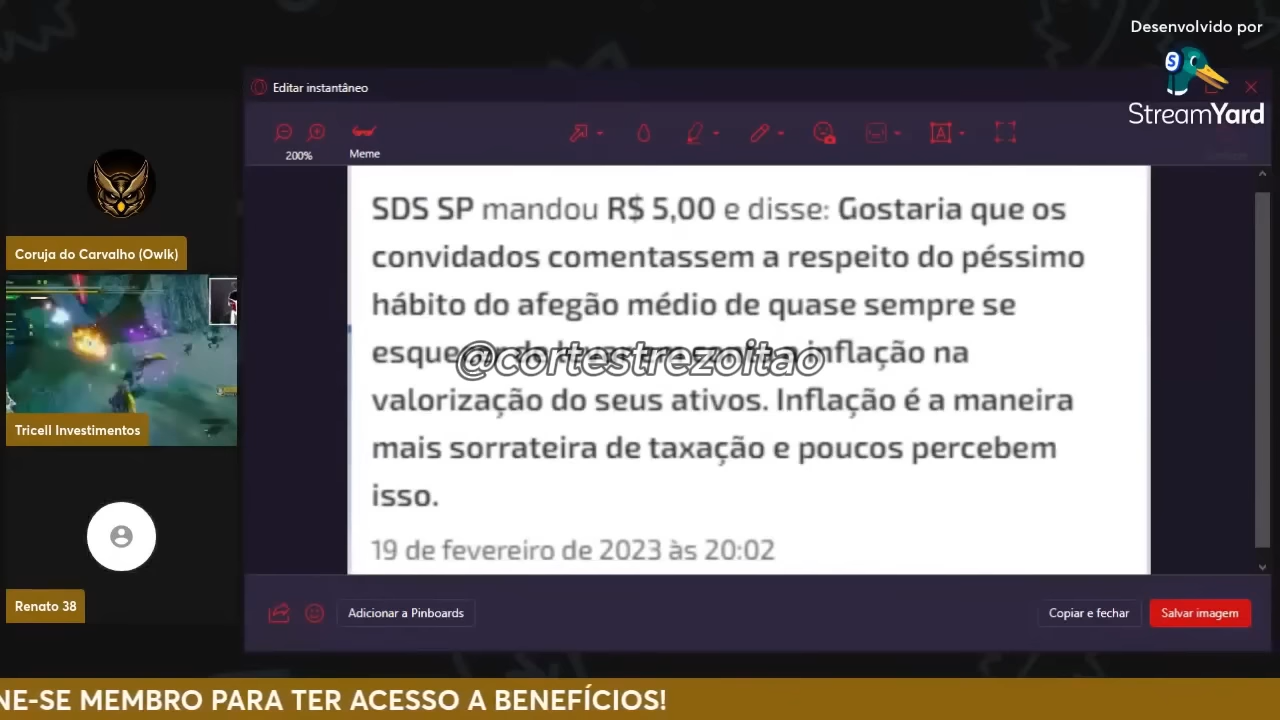 Desenvolvido por
StreamYard
Editar instantâneo
200%
Meme
SDS SP mandou R$ 5,00 e disse: Gostaria que os
convidados comentassem a respeito do péssimo
hábito do afegão médio de quase sempre se
inflação na
@cortestrezoitao
valorização do seus ativos. Inflação é a maneira
mais sorrateira de taxação e poucos percebem
isso.
19 de fevereiro de 2023 às 20:02
Coruja do Carvalho (Owlk)
Tricell Investimentos
Renato 38
Adicionar a Pinboards
Copiar e fechar
Salvar imagem
NE-SE MEMBRO PARA TER ACESSO A BENEFÍCIOS!